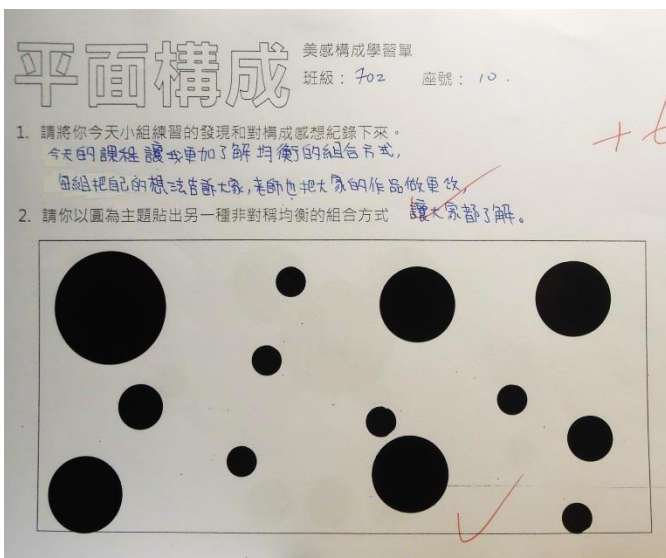 平面構成
美感構成學習單
班級：702 座號：10.
1. 請將你今天小組練習的發現和對構成感想紀錄下來。
今天的課程讓我更加了解均衡的組合方式，
每組把自己的想法告訴大家，老師也把大家的作品做更改，
讓大家都了解。
2. 請你以圓為主題貼出另一種非對稱均衡的組合方式